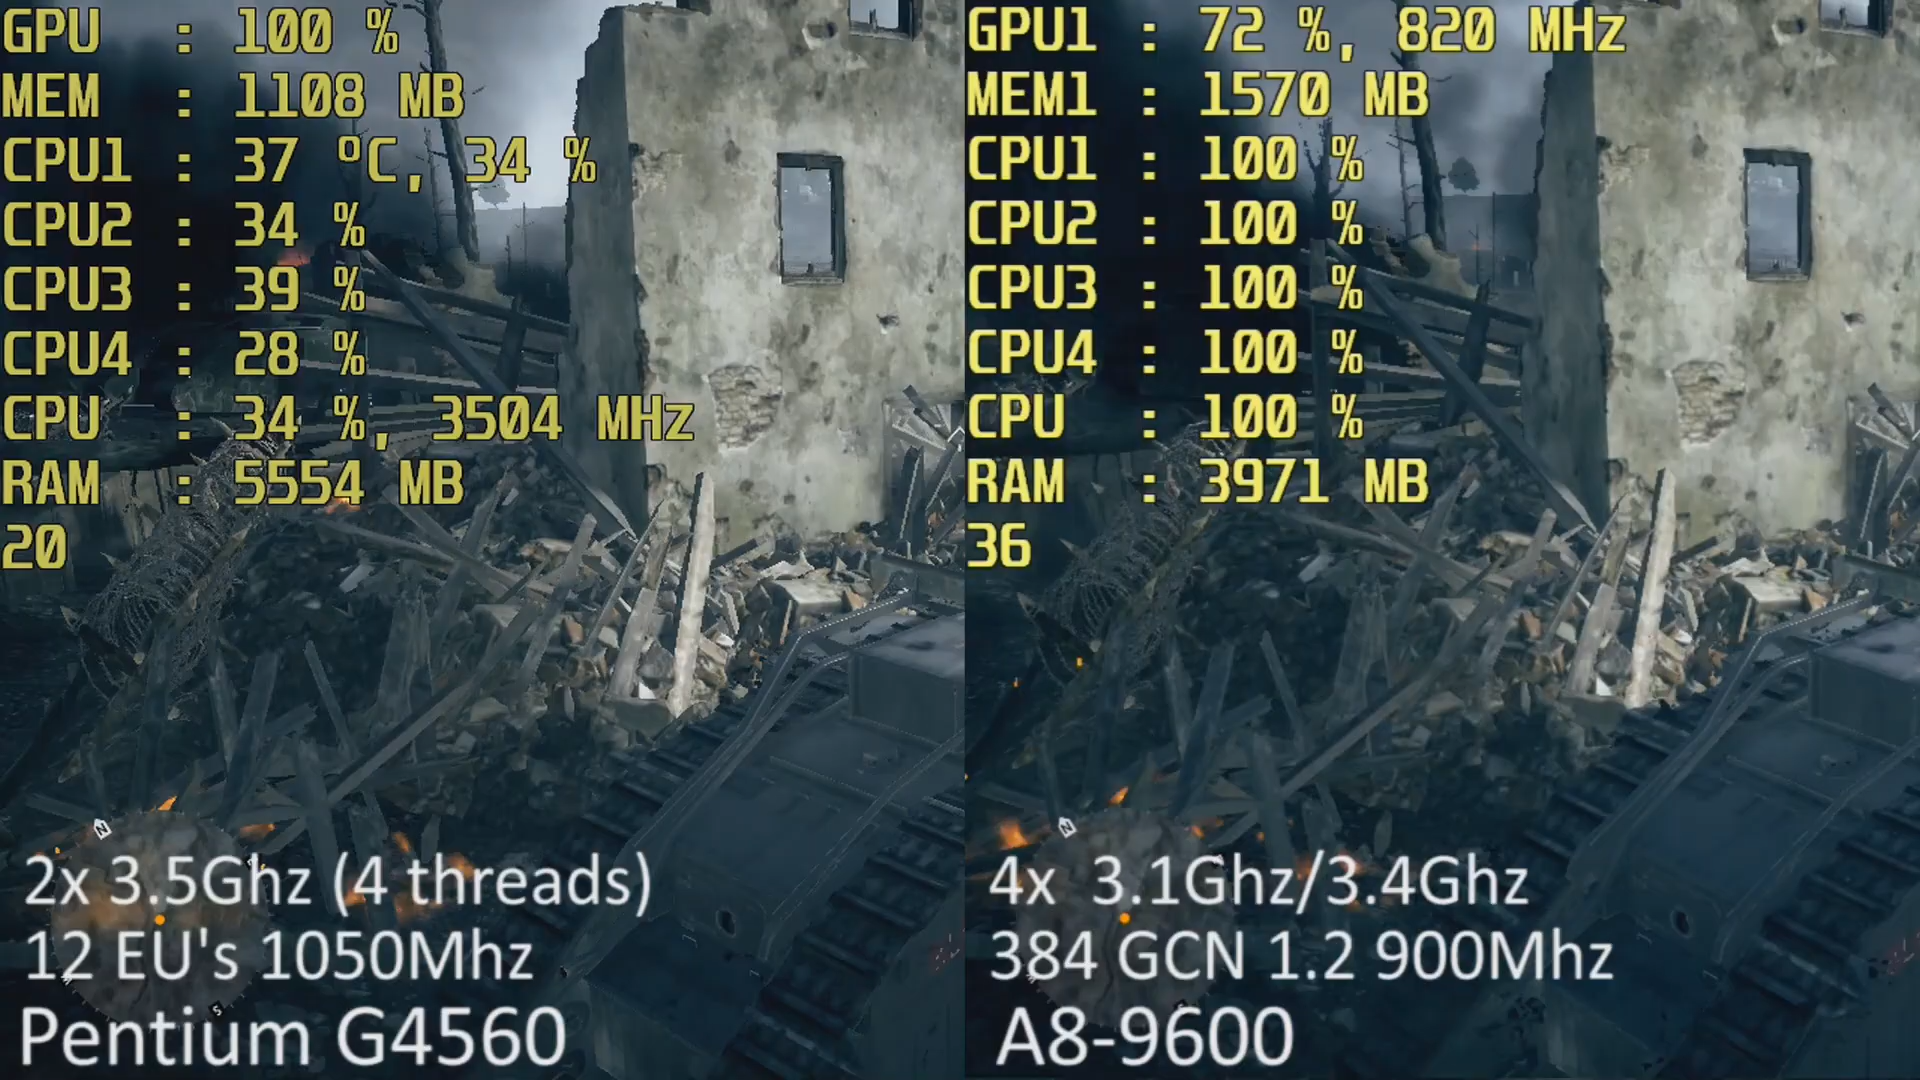 GPU : 100 %
MEM : 1108 MB
CPU1 : 37 ºC, 34 %
CPU2 : 34 %
CPU3 : 39 %
CPU4 : 28 %
CPU : 34 %, 3504 MHz
RAM : 5554 MB
20
N
2x 3.5Ghz (4 threads)
12 EU's 1050Mhz
S
Pentium G4560
GPU1 : 72 %, 820 MHz
MEM1 : 1570 MB
CPU1 : 100 %
CPU2 : 100 %
CPU3 : 100 %
CPU4 : 100 %
CPU : 100 %
RAM : 3971 MB
36
N
4x 3.1Ghz/3.4Ghz
384 GCN 1.2 900Mhz
A8-9600